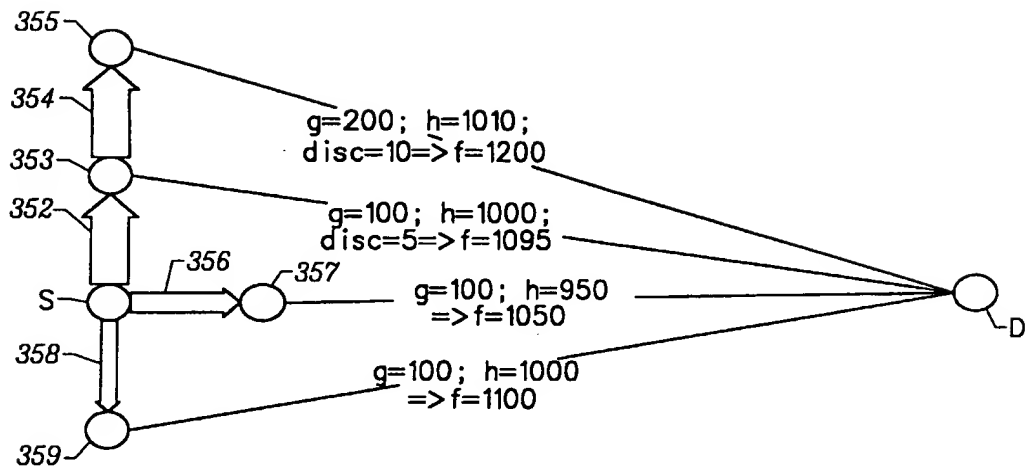 355
354
g=200; h=1010;
disc=10=>f=1200
353
352
g=100; h=1000;
disc=5=>f=1095
356
357
S
g=100; h=950
=>f=1050
D
358
g=100; h=1000
=>f=1100
359